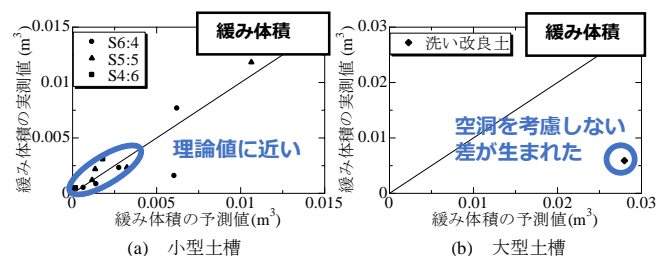 緩み体積の実測値(m³)
0.015
0.01
0.005
0
● S6:4
▲ S5:5
■ S4:6
緩み体積
理論値に近い
0 0.005 0.01 0.015
緩み体積の予測値(m³)
(a) 小型土槽
緩み体積の実測値(m³)
0.03
0.02
0.01
0.00
◆ 洗い改良土
緩み体積
空洞を考慮しない
差が生まれた
0 0.01 0.02 0.03
緩み体積の予測値(m³)
(b) 大型土槽